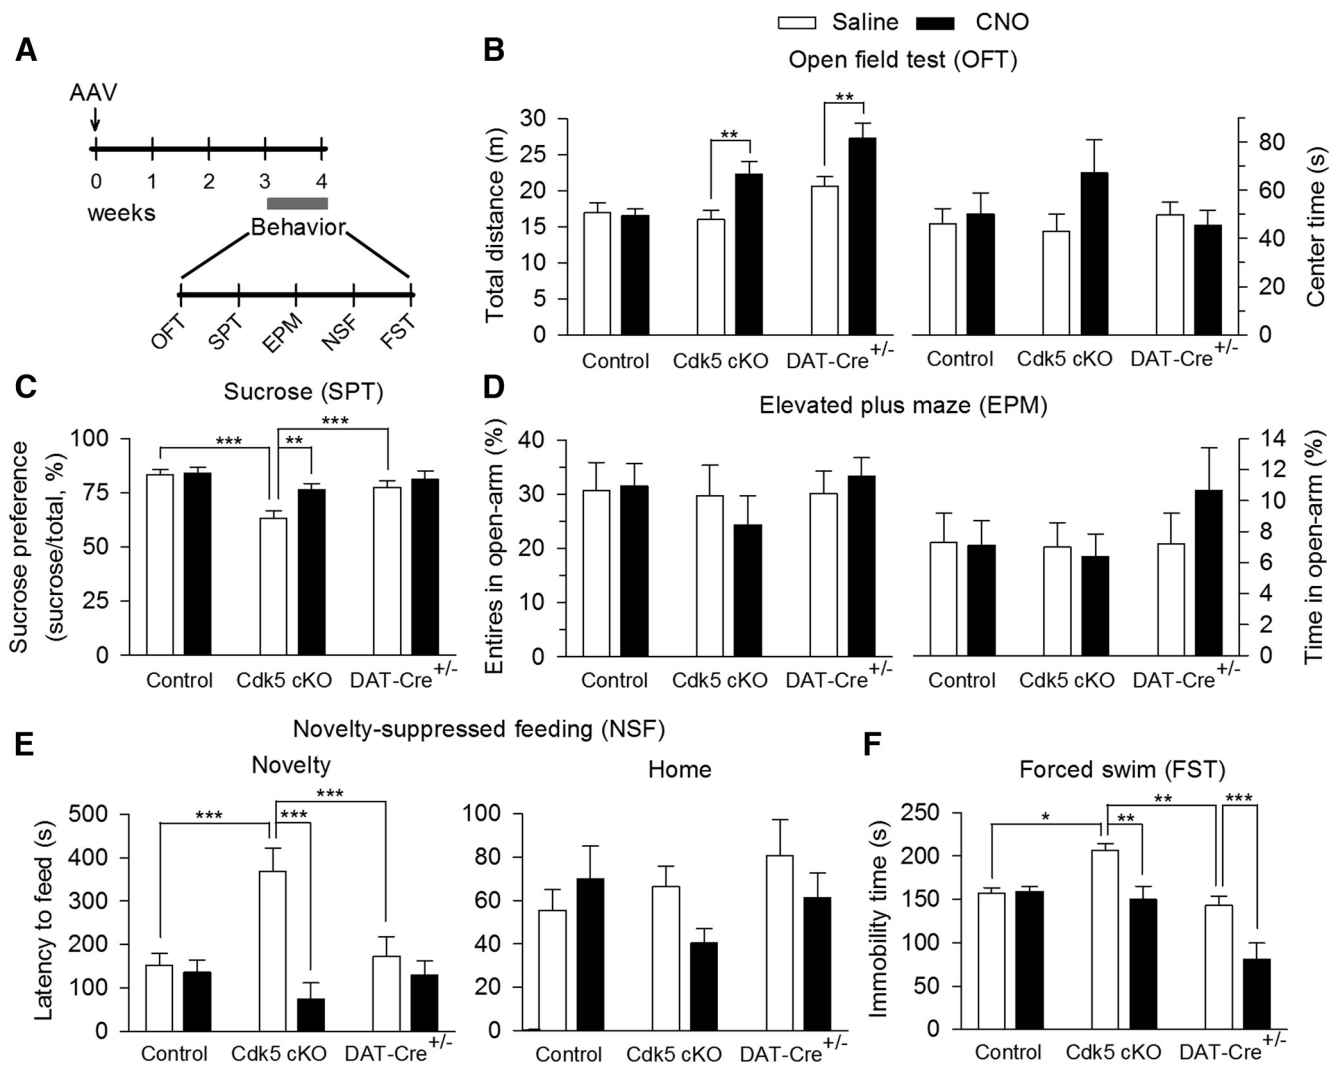 Saline CNO
A
AAV
0 1 2 3 4
weeks
Behavior
OFT SPT EPM NSF FST
B
Open field test (OFT)
Total distance (m)
30
25
20
15
10
5
0
** **
Control Cdk5 cKO DAT-Cre+/-
Center time (s)
80
60
40
20
0
Control Cdk5 cKO DAT-Cre+/-
C
Sucrose (SPT)
Sucrose preference
(sucrose/total, %)
100
75
50
25
0
*** ** ***
Control Cdk5 cKO DAT-Cre+/-
D
Elevated plus maze (EPM)
Entires in open-arm (%)
40
30
20
10
0
Control Cdk5 cKO DAT-Cre+/-
Time in open-arm (%)
14
12
10
8
6
4
2
0
Control Cdk5 cKO DAT-Cre+/-
E
Novelty-suppressed feeding (NSF)
Novelty
Latency to feed (s)
500
400
300
200
100
0
*** *** ***
Control Cdk5 cKO DAT-Cre+/-
Home
100
80
60
40
20
0
Control Cdk5 cKO DAT-Cre+/-
F
Forced swim (FST)
Immobility time (s)
250
200
150
100
50
0
* ** ** ***
Control Cdk5 cKO DAT-Cre+/-